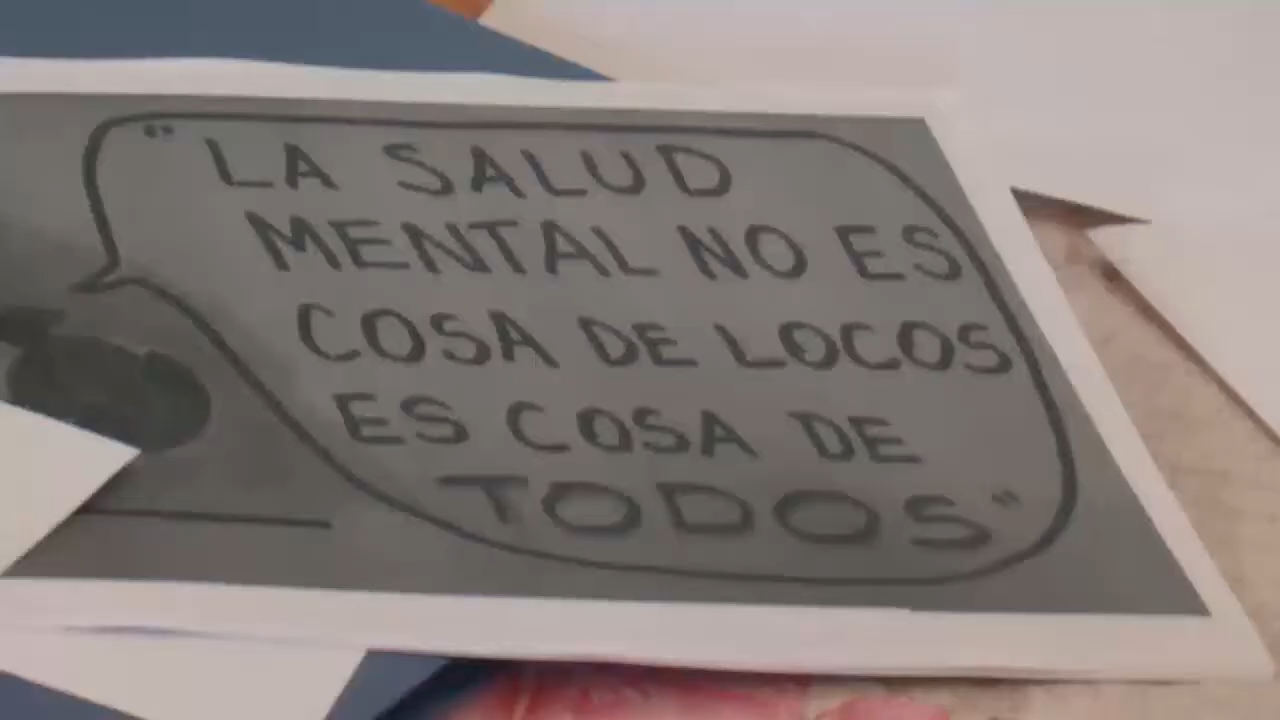 " LA SALUD
MENTAL NO ES
COSA DE LOCOS
ES COSA DE
TODOS "